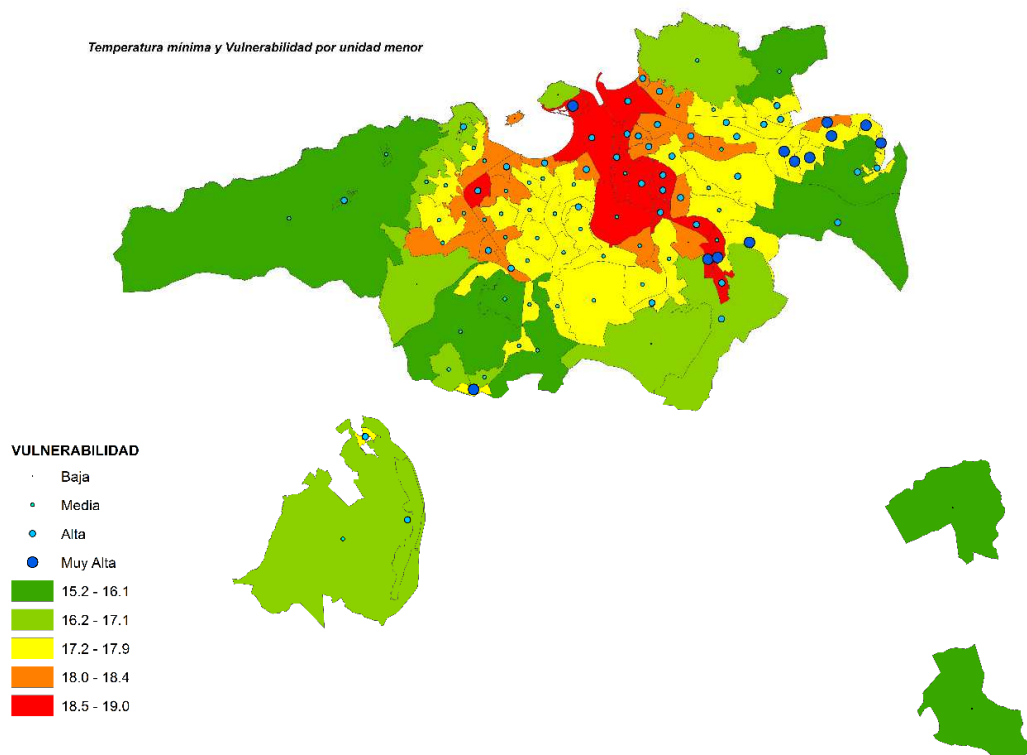 Temperatura mínima y Vulnerabilidad por unidad menor
VULNERABILIDAD
Baja
Media
Alta
Muy Alta
15.2 - 16.1
16.2 - 17.1
17.2 - 17.9
18.0 - 18.4
18.5 - 19.0